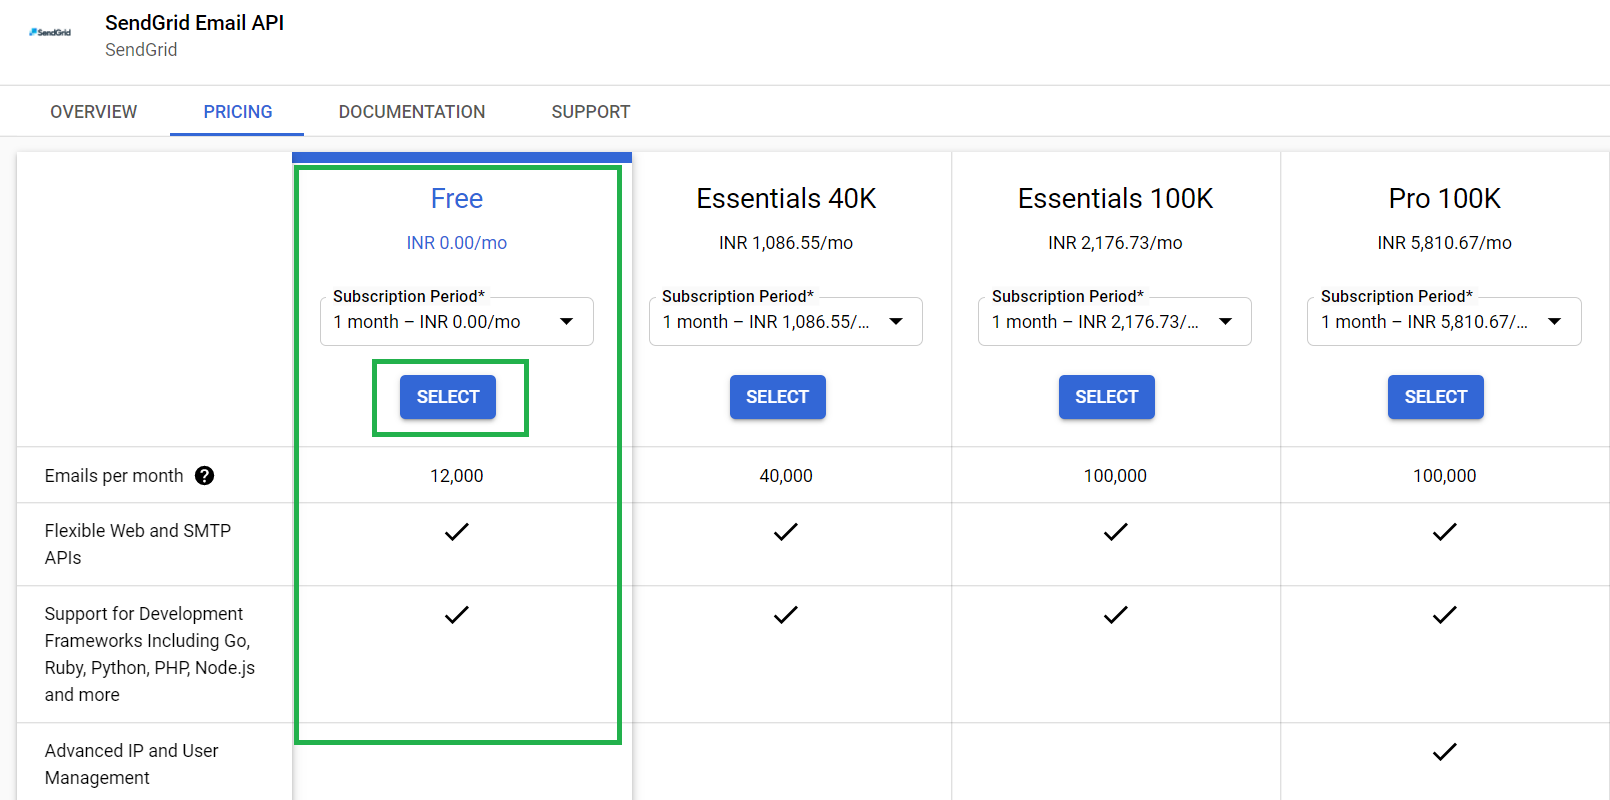 SendGrid
SendGrid Email API
SendGrid
OVERVIEW
PRICING
DOCUMENTATION
SUPPORT
Free
Essentials 40K
Essentials 100K
Pro 100K
INR 0.00/mo
INR 1,086.55/mo
INR 2,176.73/mo
INR 5,810.67/mo
Subscription Period*
Subscription Period*
Subscription Period*
Subscription Period*
1 month – INR 0.00/mo
1 month – INR 1,086.55/...
1 month – INR 2,176.73/...
1 month – INR 5,810.67/...
SELECT
SELECT
SELECT
SELECT
Emails per month ?
12,000
40,000
100,000
100,000
Flexible Web and SMTP
APIs
Support for Development
Frameworks Including Go,
Ruby, Python, PHP, Node.js
and more
Advanced IP and User
Management